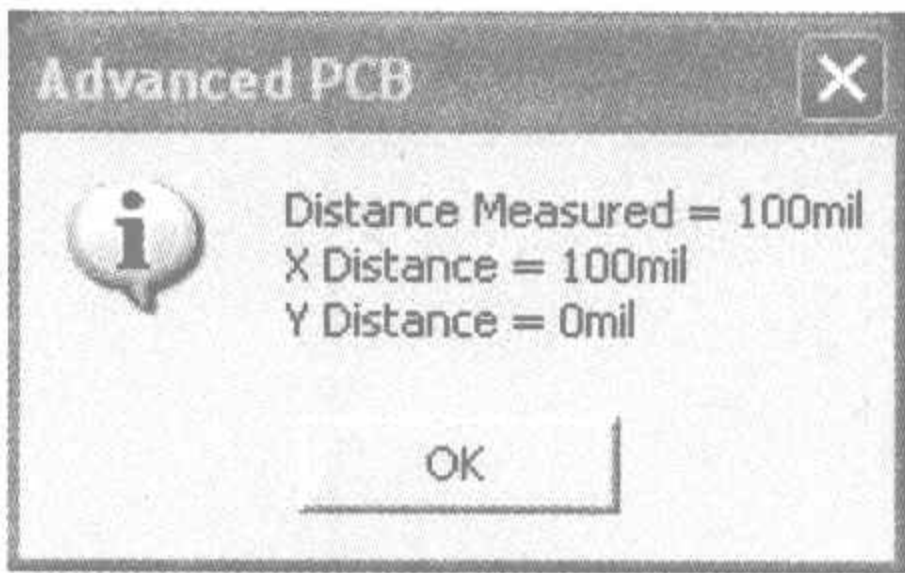 Advanced PCB
Distance Measured = 100mil
X Distance = 100mil
Y Distance = 0mil
OK